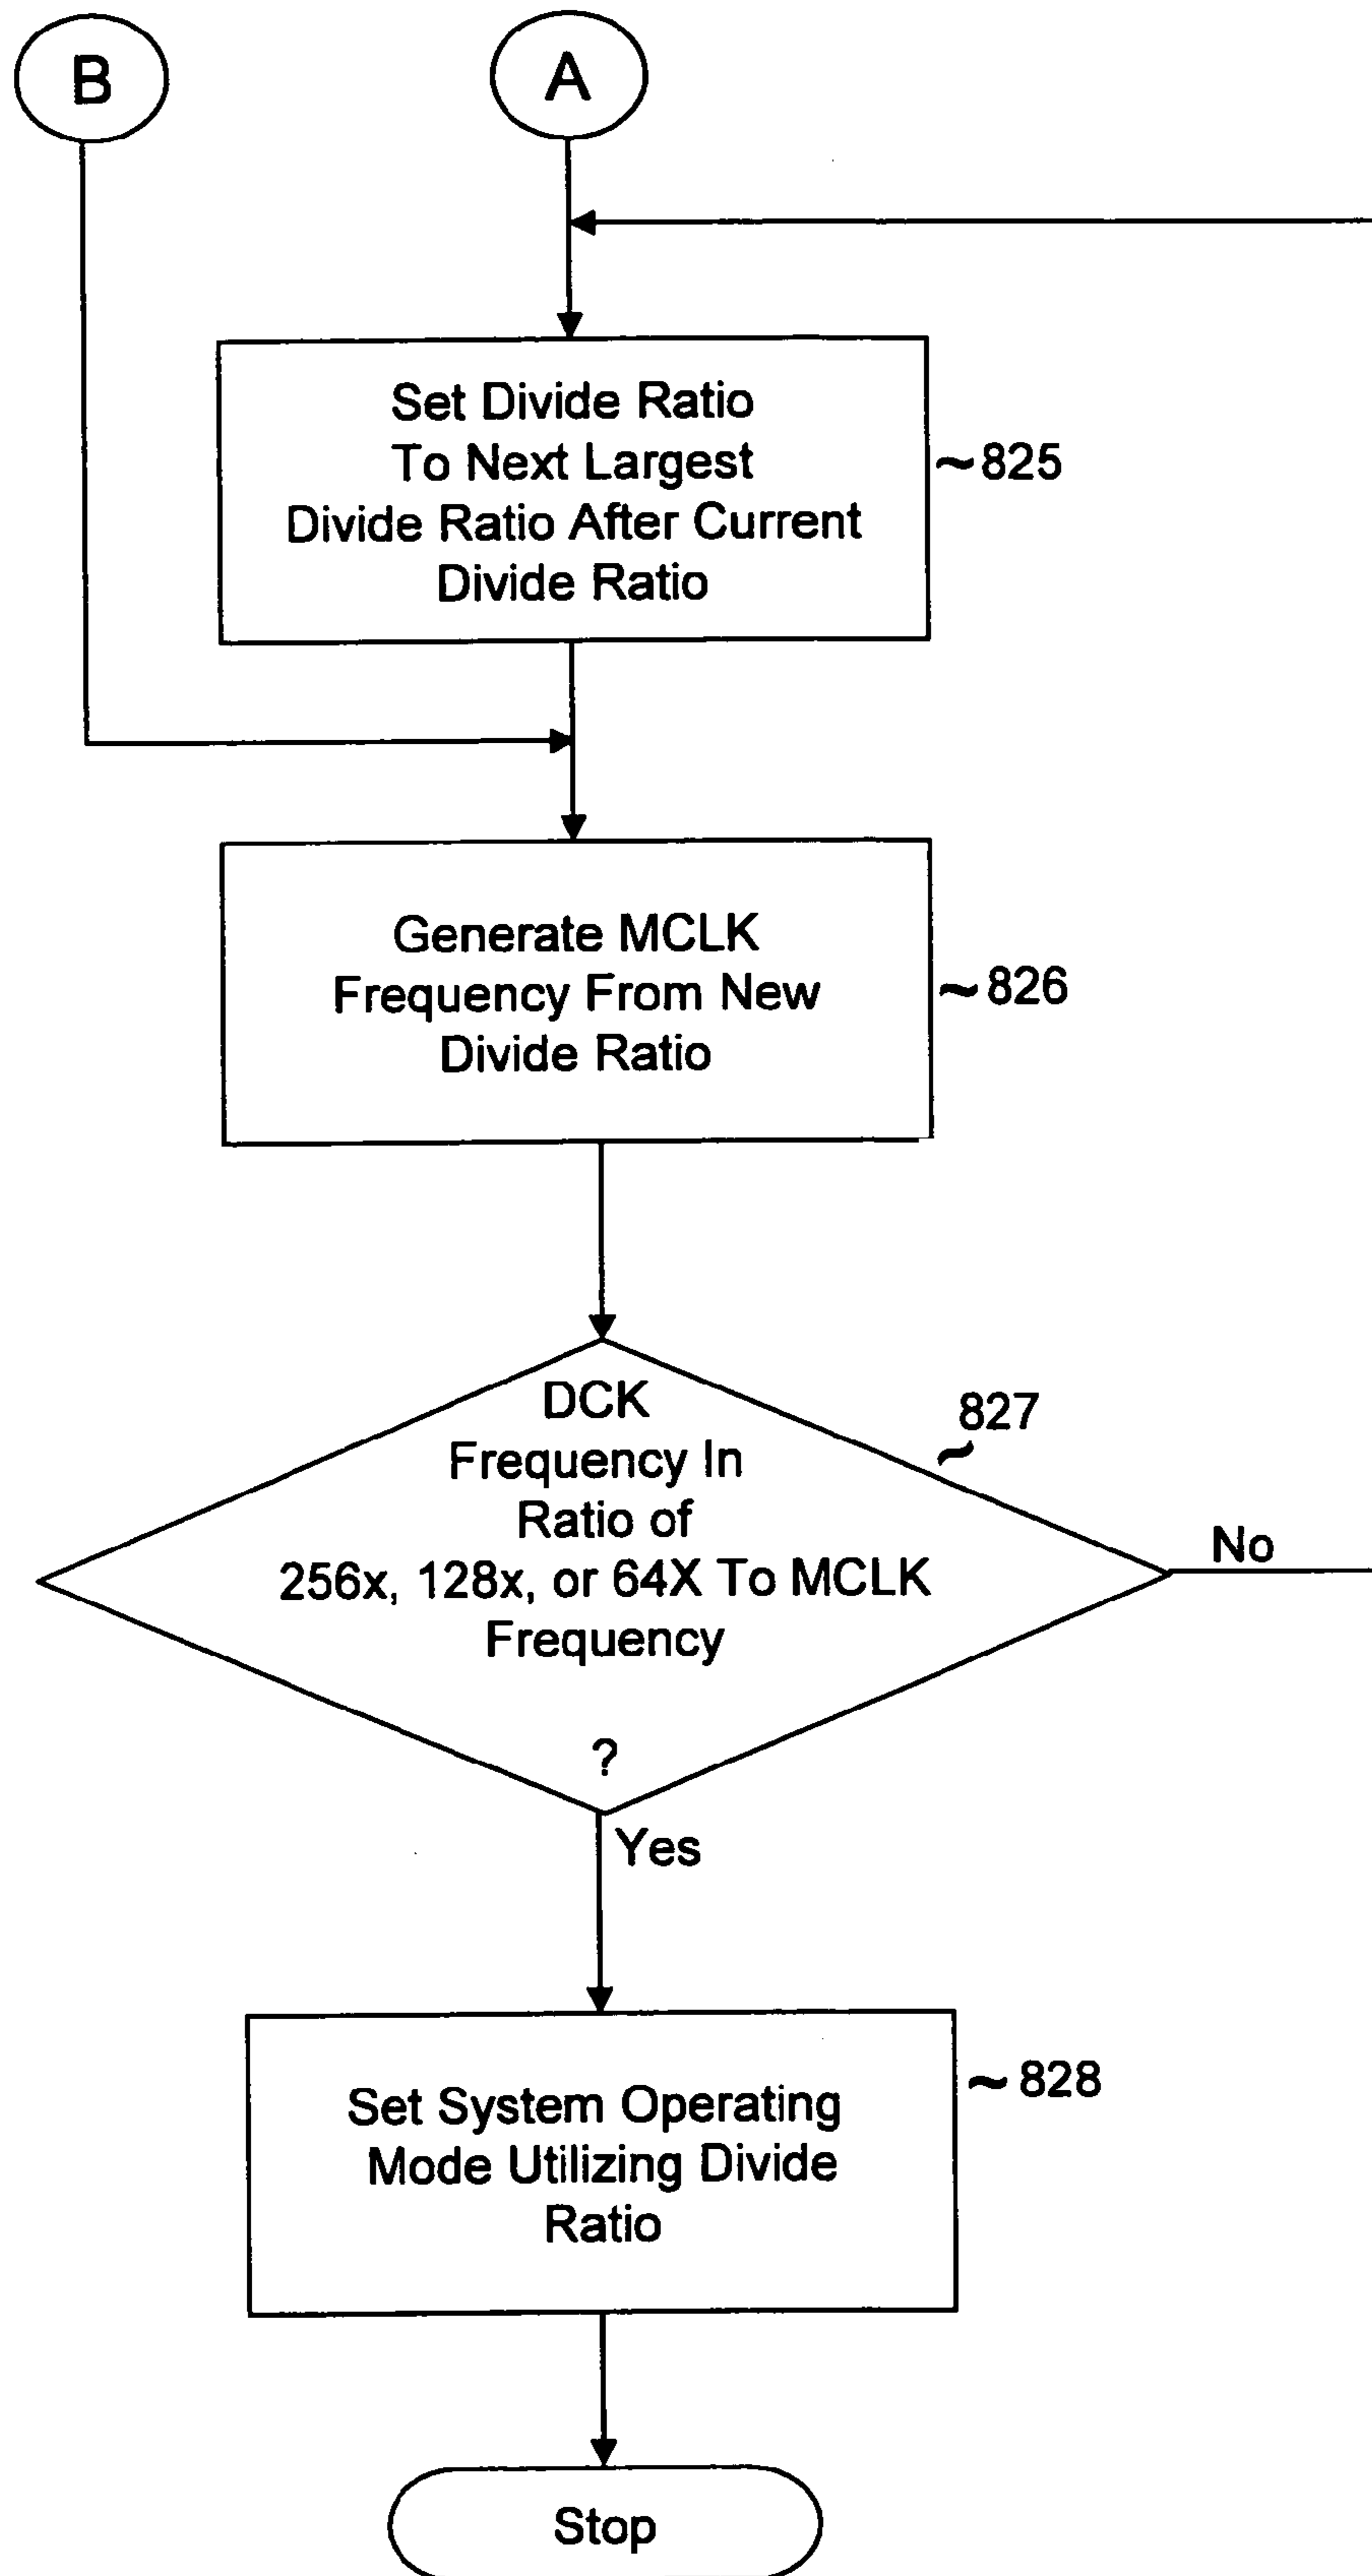 B
A
Set Divide Ratio
To Next Largest
Divide Ratio After Current
Divide Ratio
~825
Generate MCLK
Frequency From New
Divide Ratio
~826
DCK
Frequency In
Ratio of
256x, 128x, or 64X To MCLK
Frequency
?
~827
No
Yes
Set System Operating
Mode Utilizing Divide
Ratio
~828
Stop